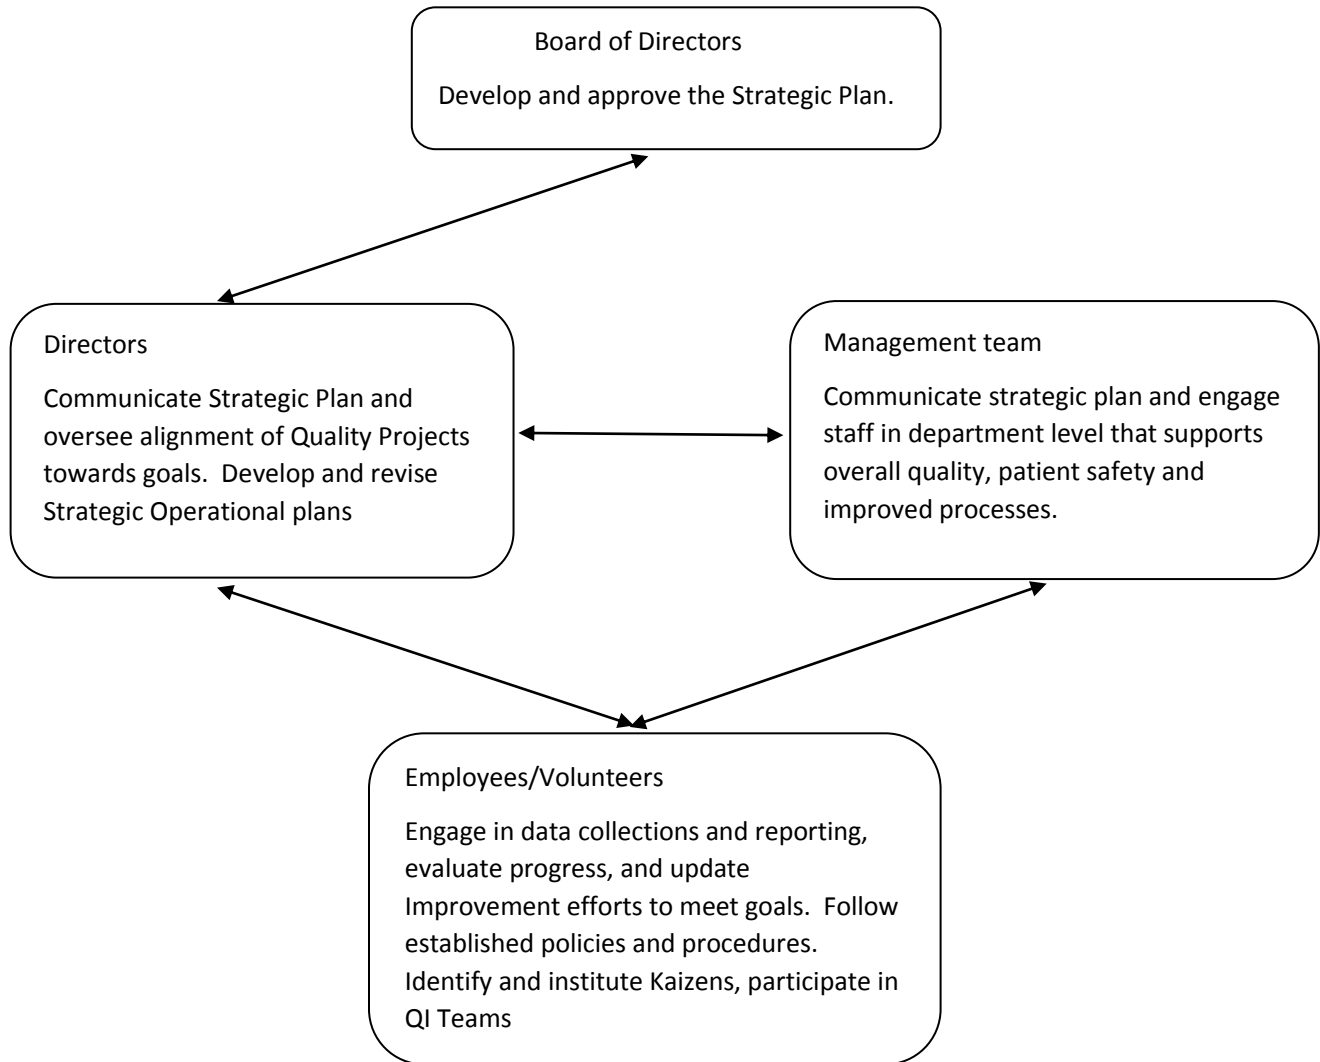 Board of Directors
Develop and approve the Strategic Plan.
Directors
Communicate Strategic Plan and
oversee alignment of Quality Projects
towards goals.  Develop and revise
Strategic Operational plans
Management team
Communicate strategic plan and engage
staff in department level that supports
overall quality, patient safety and
improved processes.
Employees/Volunteers
Engage in data collections and reporting,
evaluate progress, and update
Improvement efforts to meet goals.  Follow
established policies and procedures.
Identify and institute Kaizens, participate in
QI Teams